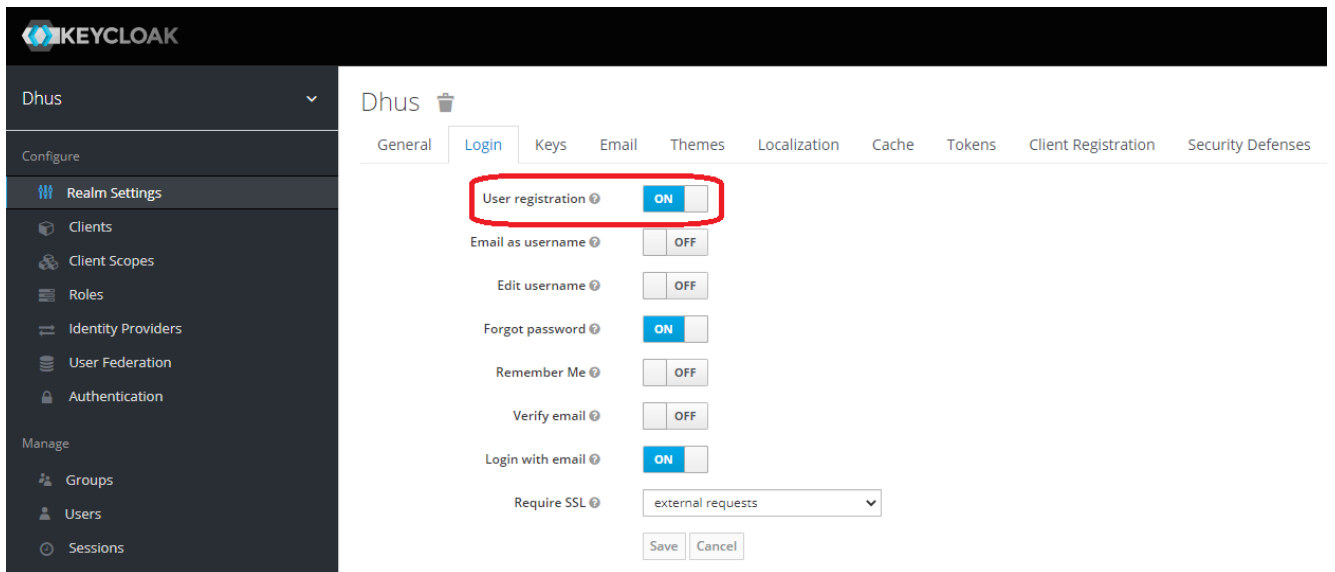 KEYCLOAK
Dhus
Configure
Realm Settings
Clients
Client Scopes
Roles
Identity Providers
User Federation
Authentication
Manage
Groups
Users
Sessions
Dhus
General Login Keys Email Themes Localization Cache Tokens Client Registration Security Defenses
User registration ON
Email as username OFF
Edit username OFF
Forgot password ON
Remember Me OFF
Verify email OFF
Login with email ON
Require SSL external requests
Save Cancel